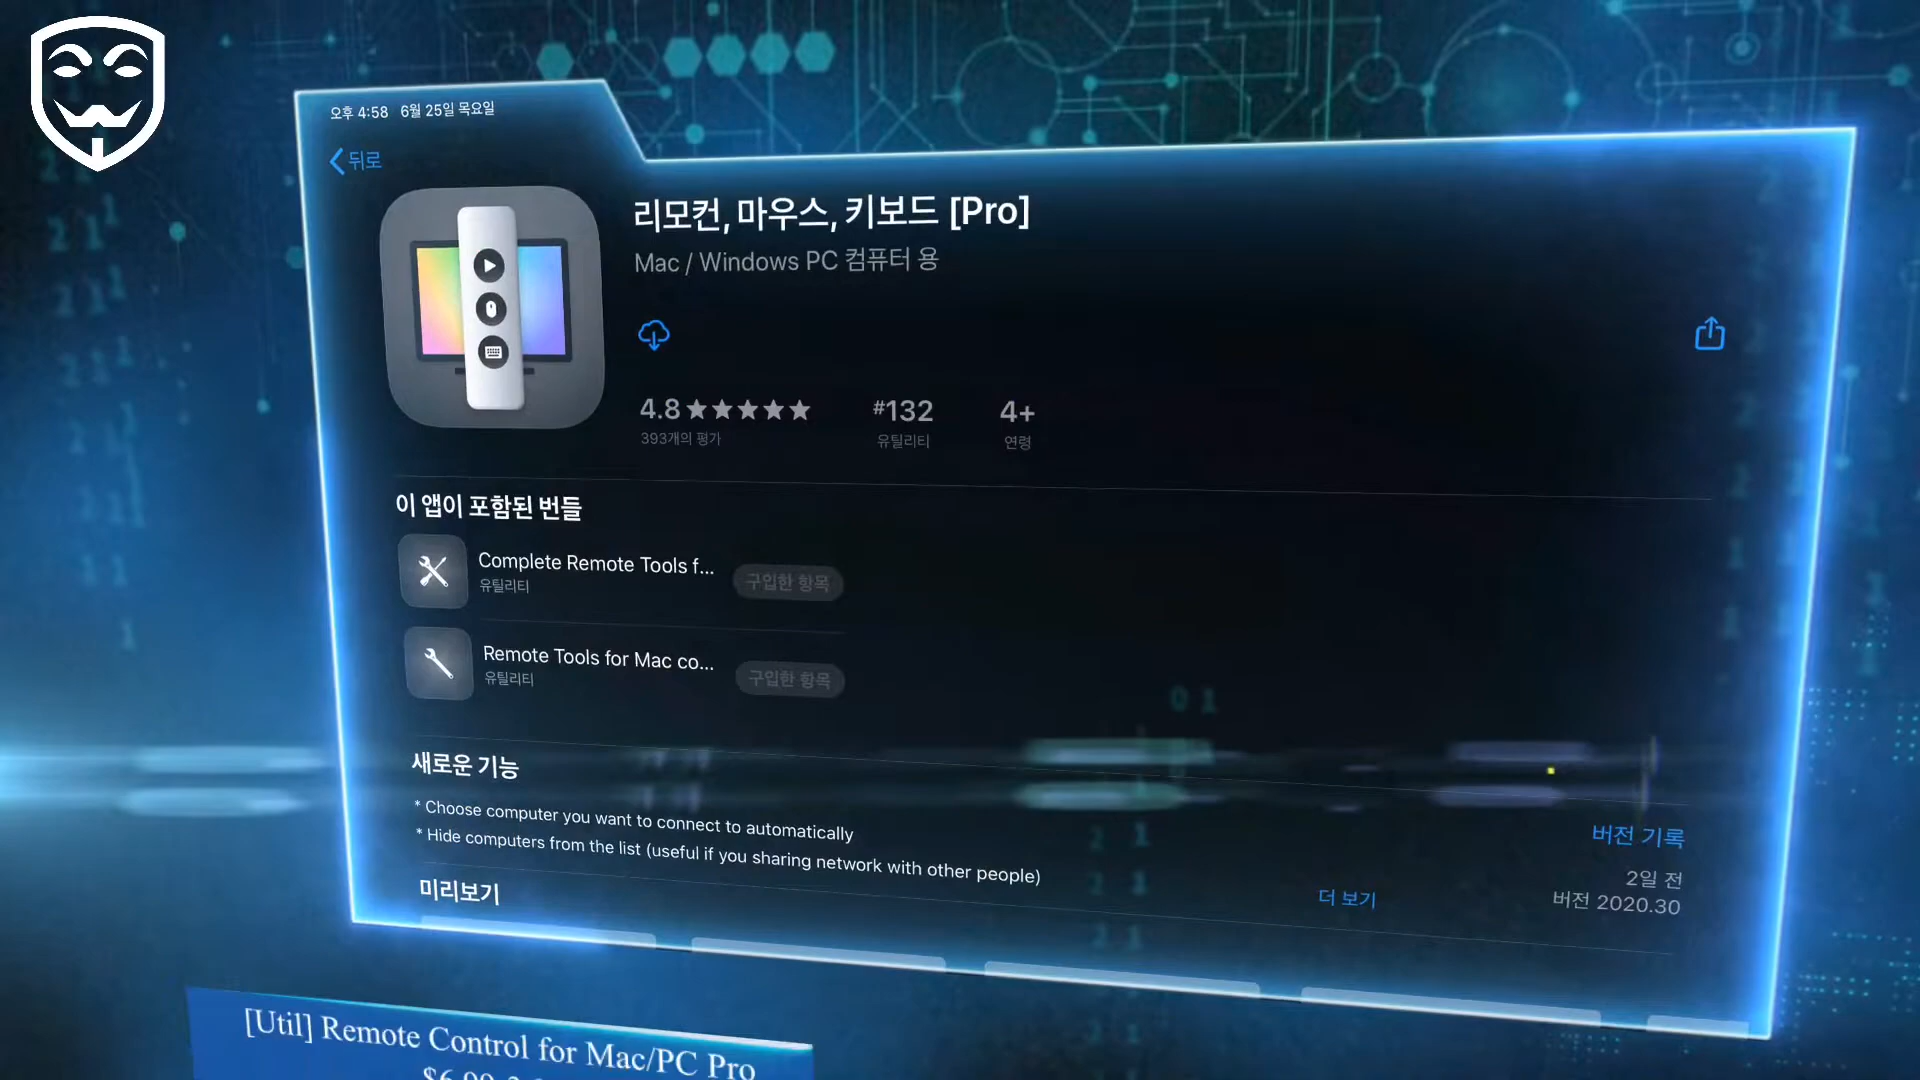 오후 4:58 6월 25일 목요일
뒤로
리모컨, 마우스, 키보드 [Pro]
Mac / Windows PC 컴퓨터 용
4.8 #132 4+
393개의 평가 유틸리티 연령
이 앱이 포함된 번들
Complete Remote Tools f...
유틸리티
구입한 항목
Remote Tools for Mac co...
유틸리티
구입한 항목
새로운 기능
* Choose computer you want to connect to automatically
* Hide computers from the list (useful if you sharing network with other people)
더 보기
버전 기록
2일 전
버전 2020.30
미리보기
[Util] Remote Control for Mac/PC Pro